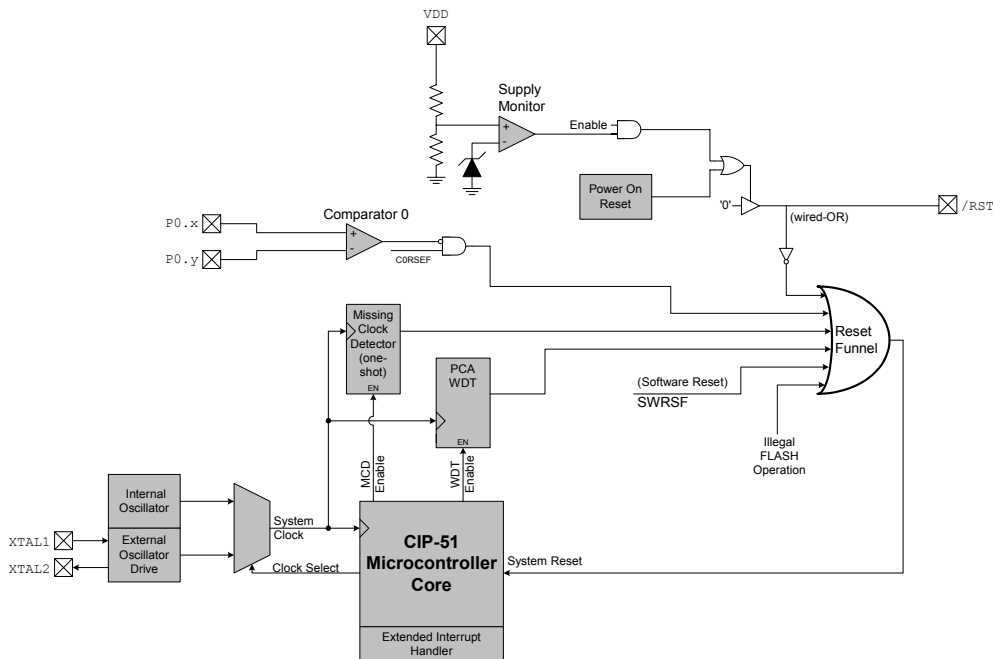 VDD
Supply
Monitor
+
-
Enable
Power On
Reset
'0'
/RST
(wired-OR)
P0.x
P0.y
Comparator 0
+
-
C0RSEF
Missing
Clock
Detector
(one-
shot)
EN
PCA
WDT
EN
Reset
Funnel
(Software Reset)
SWRSF
Illegal
FLASH
Operation
MCD
Enable
WDT
Enable
Internal
Oscillator
External
Oscillator
Drive
XTAL1
XTAL2
System
Clock
Clock Select
CIP-51
Microcontroller
Core
System Reset
Extended Interrupt
Handler